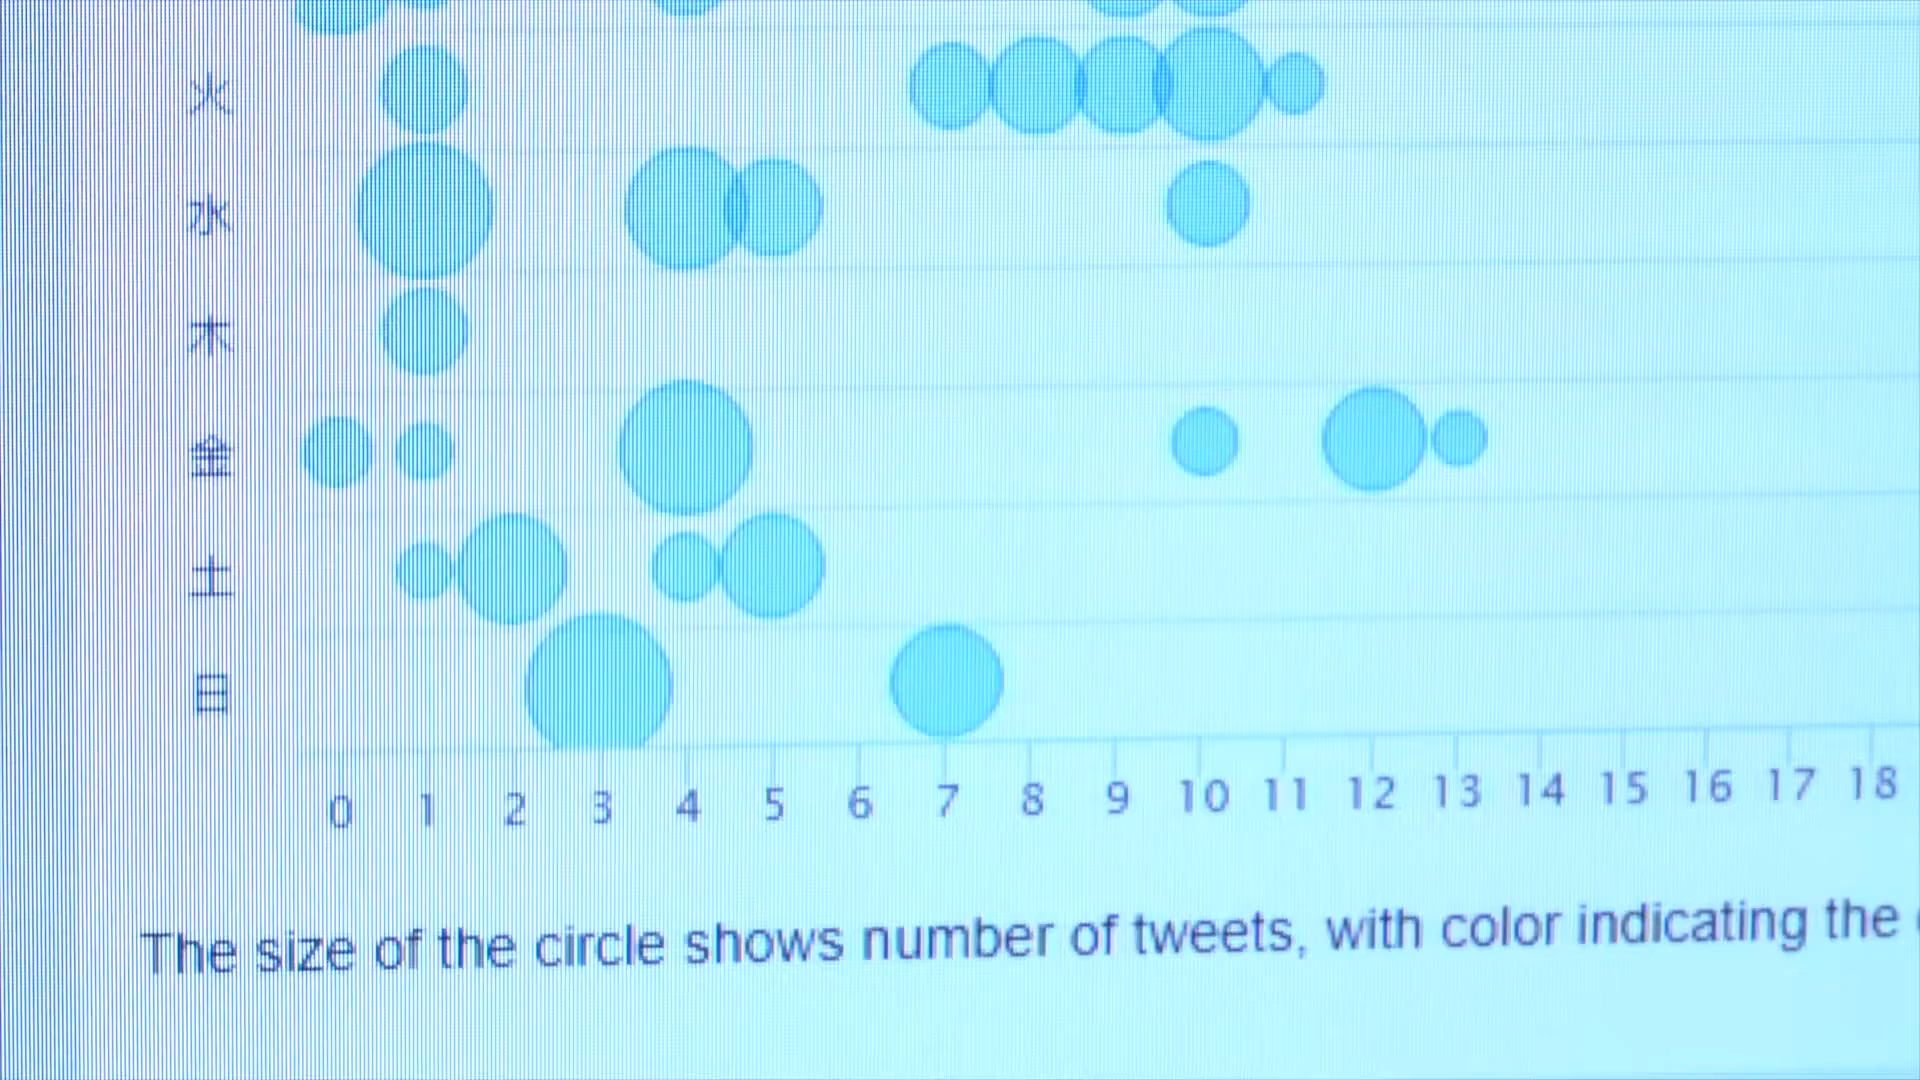 火
水
木
金
土
日
0 1 2 3 4 5 6 7 8 9 10 11 12 13 14 15 16 17 18
The size of the circle shows number of tweets, with color indicating the